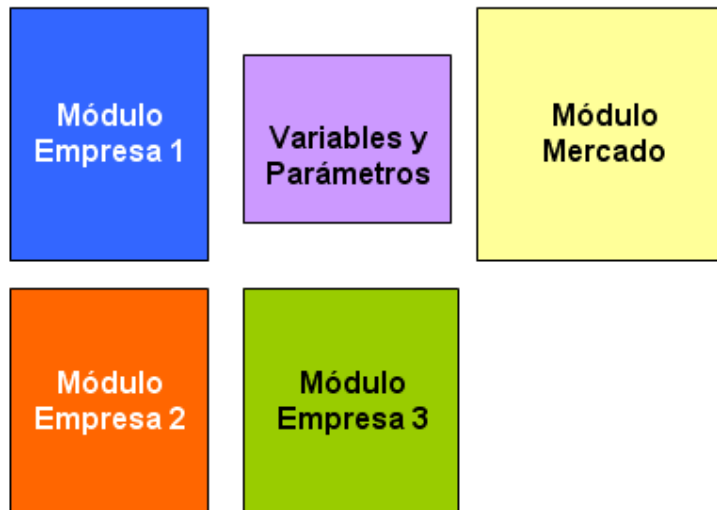 Módulo
Empresa 1
Variables y
Parámetros
Módulo
Mercado
Módulo
Empresa 2
Módulo
Empresa 3